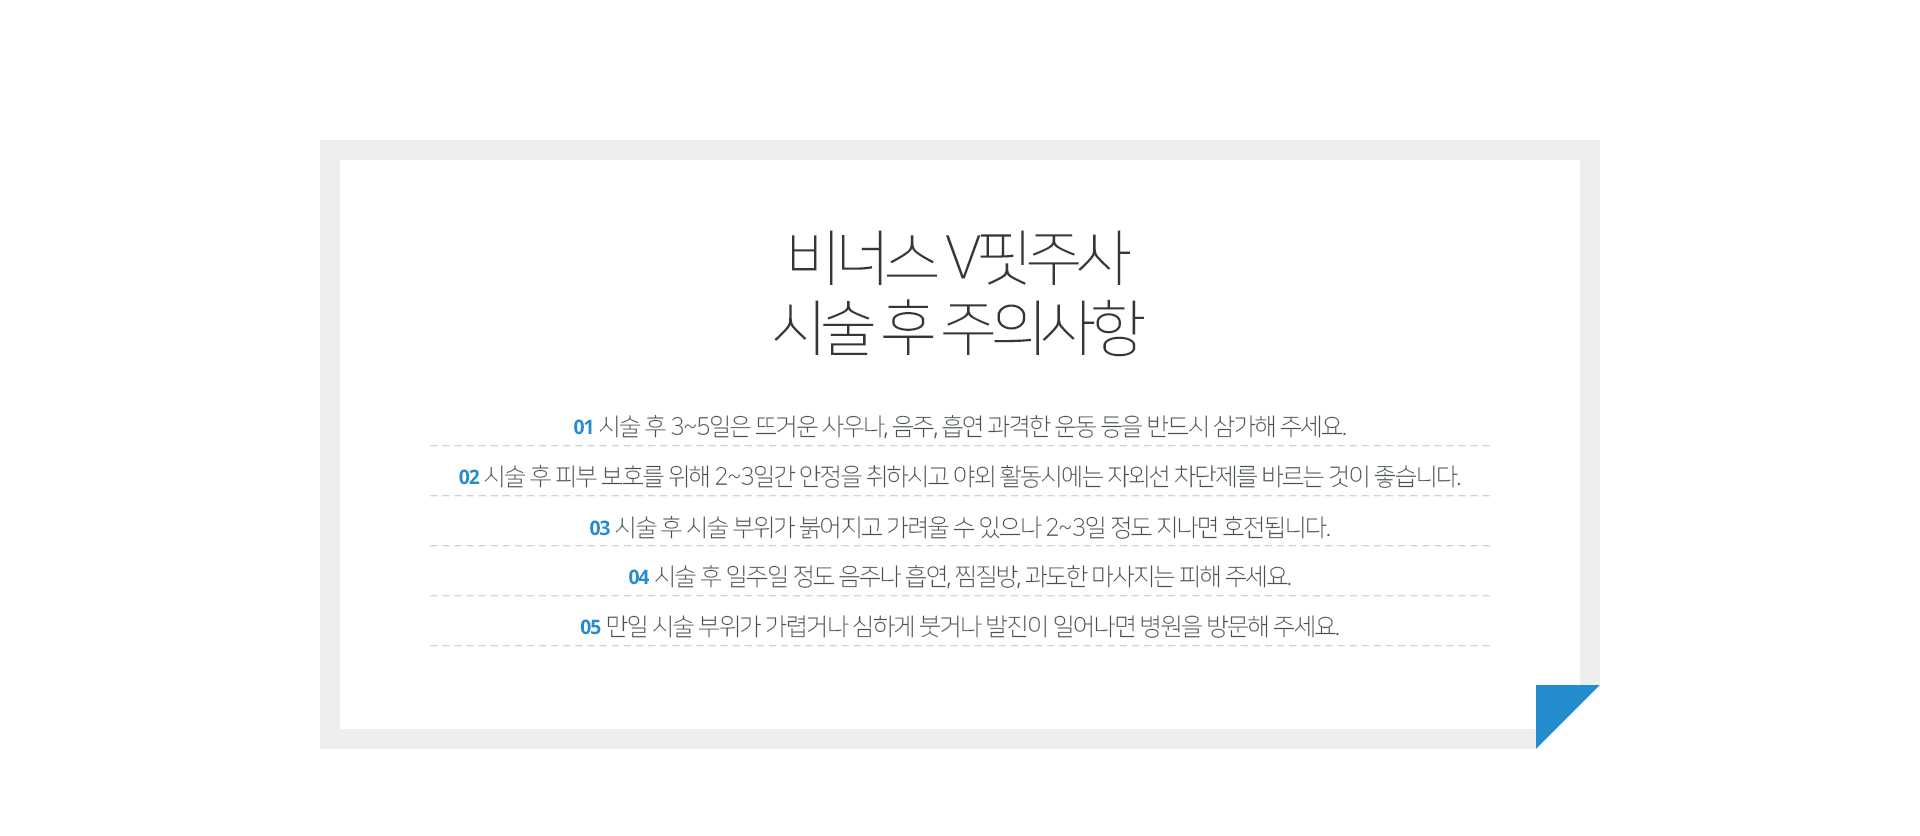 비너스 V핏주사
시술 후 주의사항
01 시술 후 3~5일은 뜨거운 사우나, 음주, 흡연 과격한 운동 등을 반드시 삼가해 주세요.
02 시술 후 피부 보호를 위해 2~3일간 안정을 취하시고 야외 활동시에는 자외선 차단제를 바르는 것이 좋습니다.
03 시술 후 시술 부위가 붉어지고 가려울 수 있으나 2~3일 정도 지나면 호전됩니다.
04 시술 후 일주일 정도 음주나 흡연, 찜질방, 과도한 마사지는 피해 주세요.
05 만일 시술 부위가 가렵거나 심하게 붓거나 발진이 일어나면 병원을 방문해 주세요.